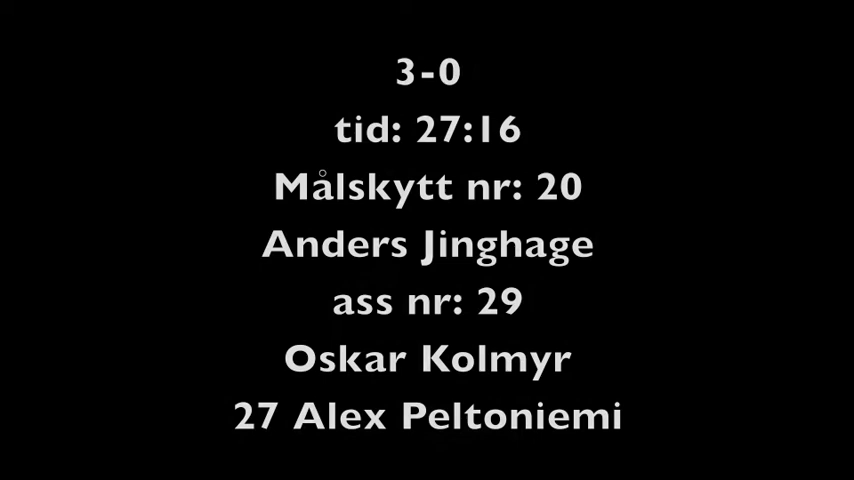 3-0
tid: 27:16
Målskytt nr: 20
Anders Jinghage
ass nr: 29
Oskar Kolmyr
27 Alex Peltoniemi